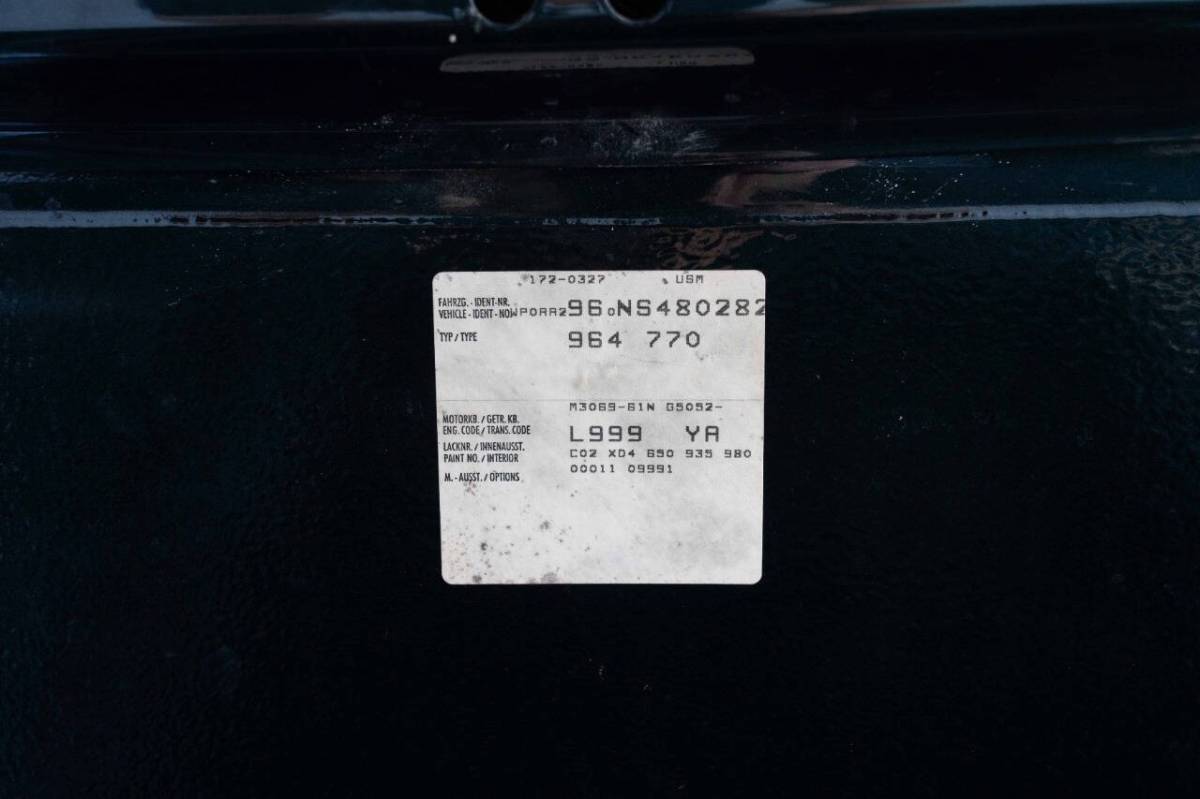 172-0327 USM
FAHRZG.-IDENT-NR.
VEHICLE-IDENT-NO. WPOAA296oNS480282
TYP/TYPE 964 770
MOTORKB./GETR.KB. M3069-61N G5052-
ENG.CODE/TRANS.CODE L999 YA
LACKNR./INNENAUSST.
PAINT NO./INTERIOR C02 XD4 650 935 980
M.-AUSST./OPTIONS 00011 09991